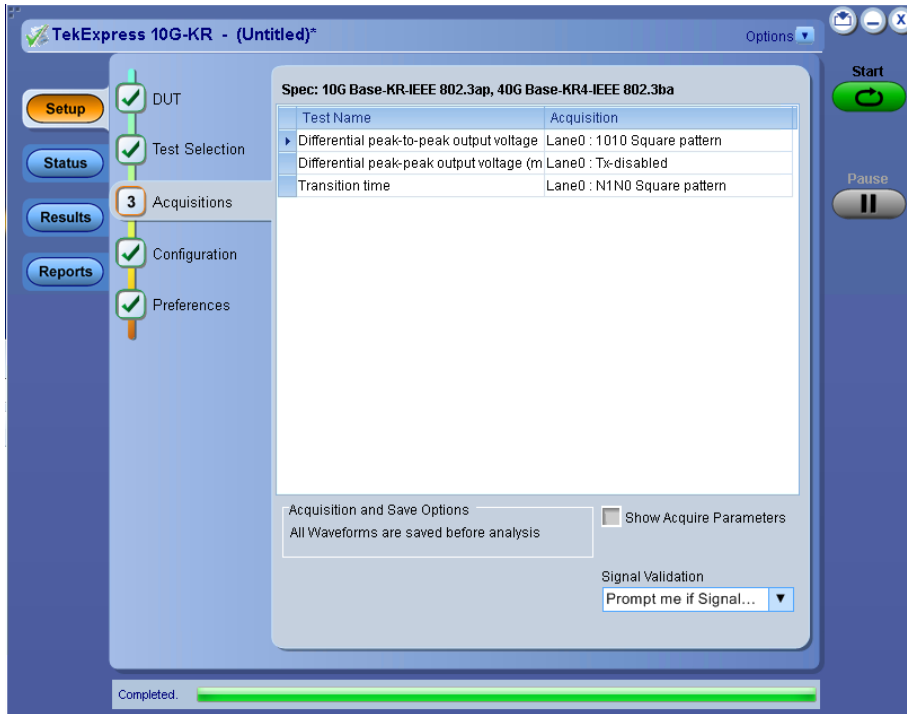 TekExpress 10G-KR - (Untitled)*
Options
Start
Setup
Status
Results
Reports
DUT
Test Selection
3 Acquisitions
Configuration
Preferences
Spec: 10G Base-KR-IEEE 802.3ap, 40G Base-KR4-IEEE 802.3ba
Test Name Acquisition
Differential peak-to-peak output voltage Lane0 : 1010 Square pattern
Differential peak-peak output voltage (m Lane0 : Tx-disabled
Transition time Lane0 : N1N0 Square pattern
Pause
Acquisition and Save Options
All Waveforms are saved before analysis
Show Acquire Parameters
Signal Validation
Prompt me if Signal...
Completed.